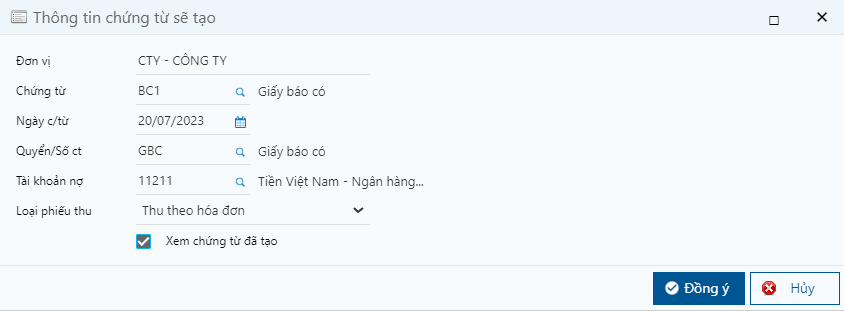 Thông tin chứng từ sẽ tạo
Đơn vị CTY - CÔNG TY
Chứng từ BC1 Giấy báo có
Ngày c/từ 20/07/2023
Quyển/Số ct GBC Giấy báo có
Tài khoản nợ 11211 Tiền Việt Nam - Ngân hàng...
Loại phiếu thu Thu theo hóa đơn
Xem chứng từ đã tạo
Đồng ý Hủy